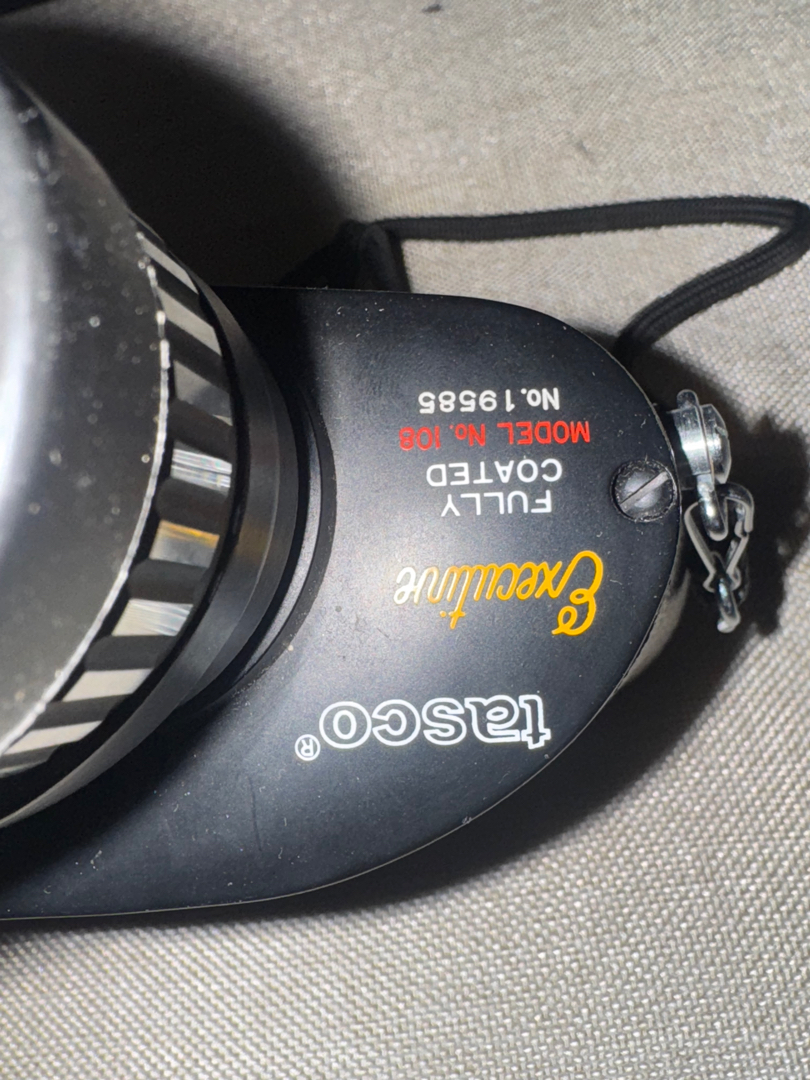 tasco®
Executive
FULLY
COATED
MODEL No. 108
No. 19585